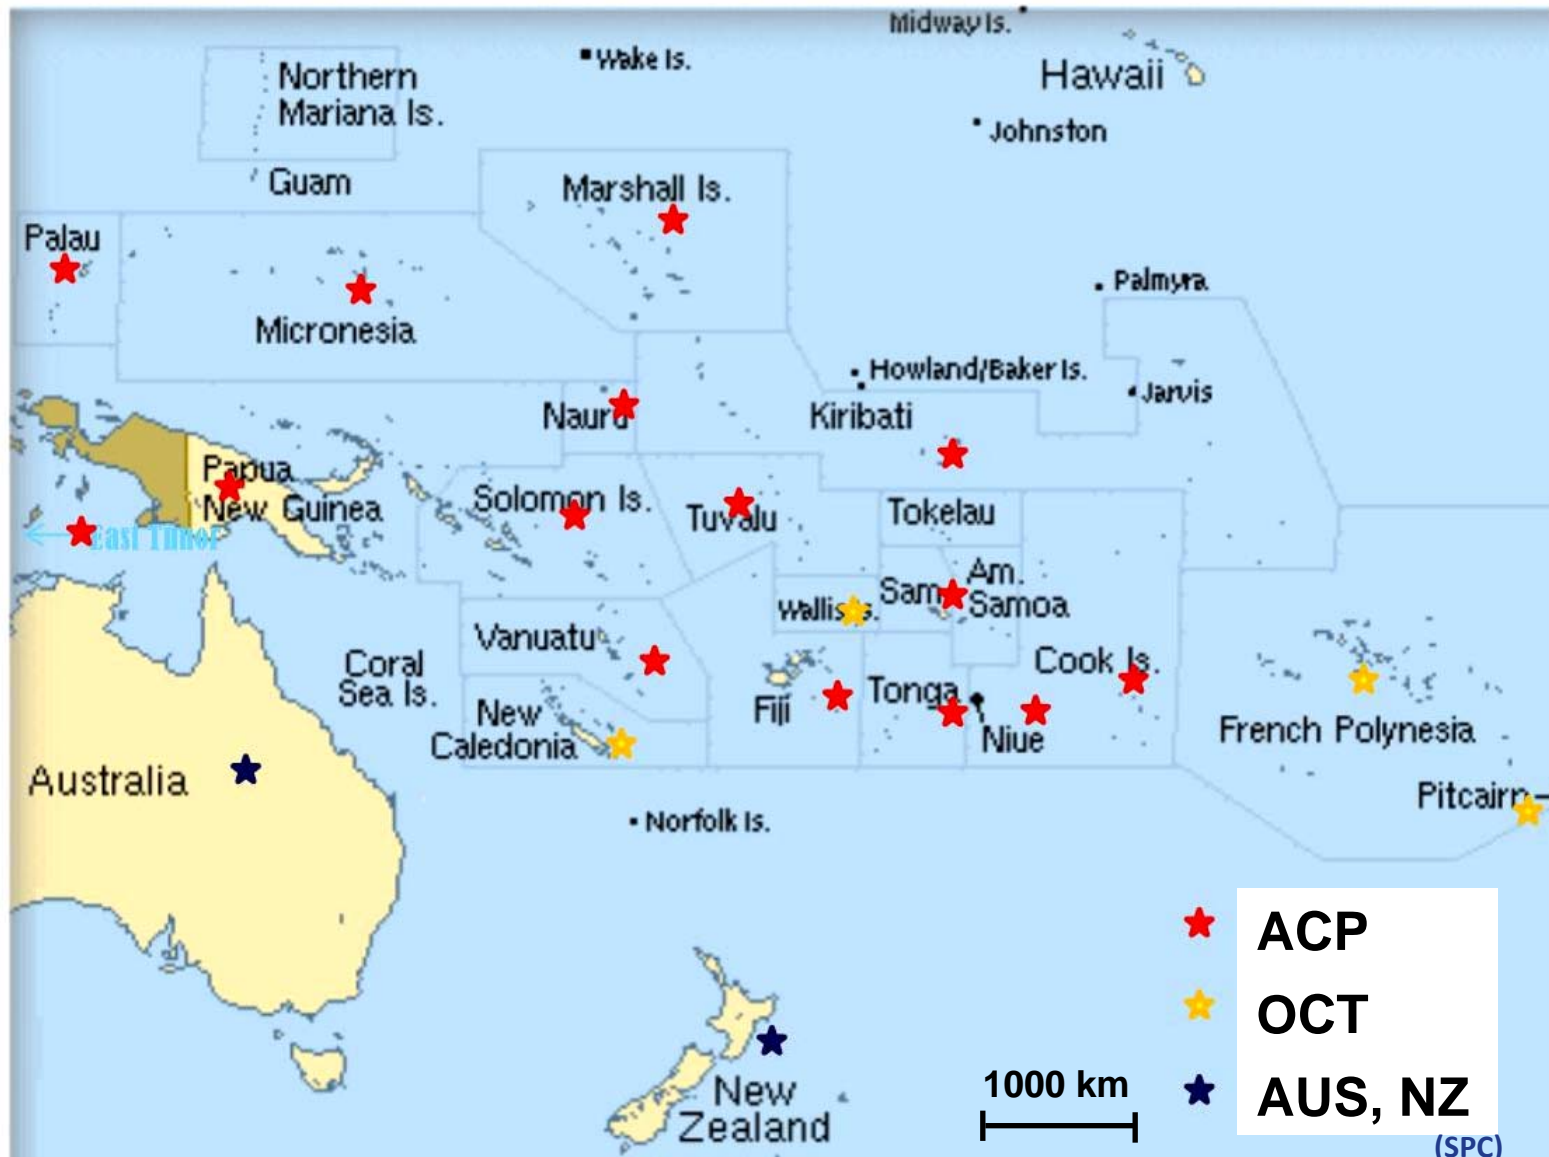 Midway Is.
Wake Is.
Hawaii
Northern
Mariana Is.
Johnston
Guam
Marshall Is.
Palau
Palmyra
Micronesia
Howland/Baker Is.
Jarvis
Nauru
Kiribati
Papua
New Guinea
Solomon Is.
Tuvalu
Tokelau
East Timor
Am.
Samoa
Sam
Wallis Is.
Vanuatu
Coral
Sea Is.
Cook Is.
Tonga
Fiji
New
Caledonia
Niue
French Polynesia
Australia
Pitcairn
Norfolk Is.
ACP
OCT
AUS, NZ
1000 km
New
Zealand
(SPC)